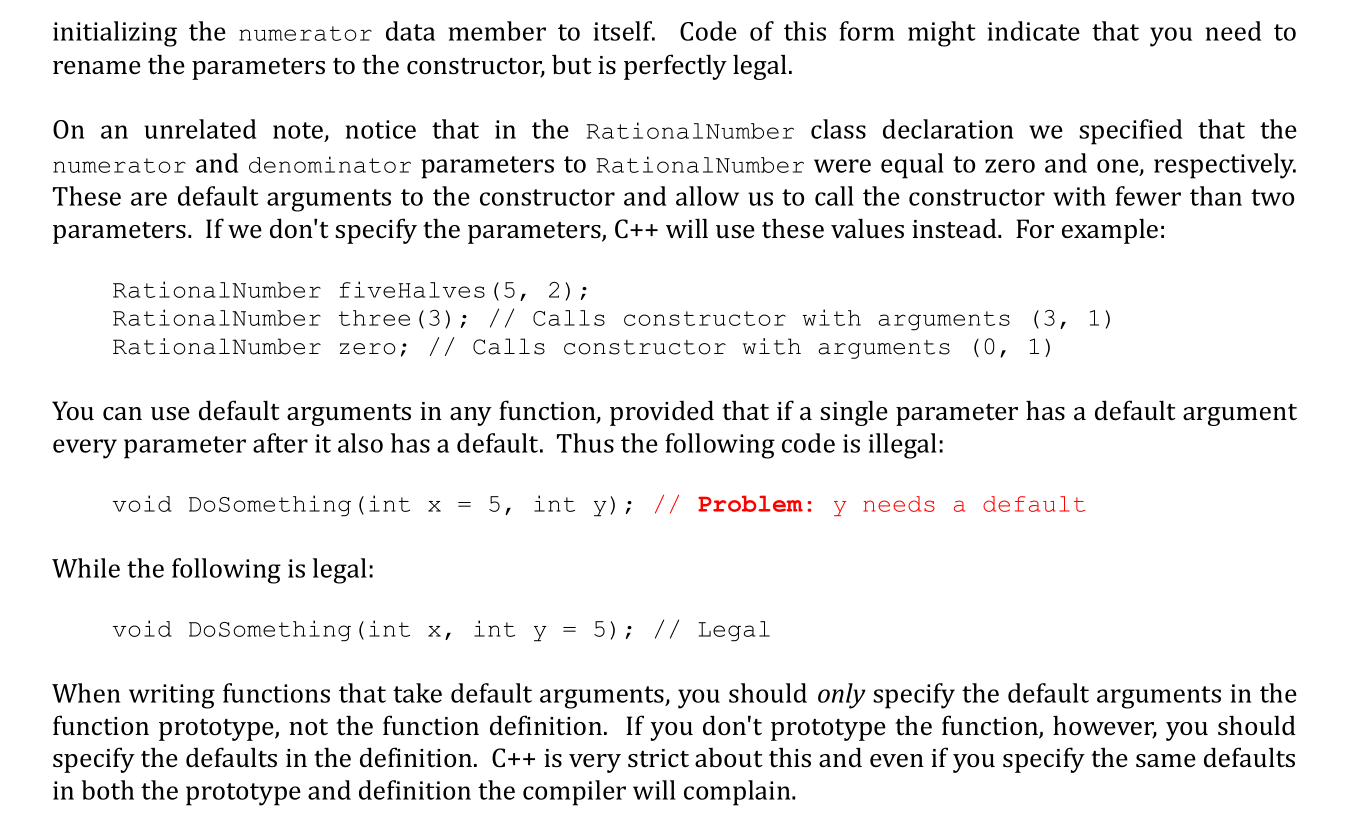 initializing the numerator data member to itself.  Code of this form might indicate that you need to
rename the parameters to the constructor, but is perfectly legal.
On an unrelated note, notice that in the RationalNumber class declaration we specified that the
numerator and denominator parameters to RationalNumber were equal to zero and one, respectively.
These are default arguments to the constructor and allow us to call the constructor with fewer than two
parameters.  If we don't specify the parameters, C++ will use these values instead.  For example:
RationalNumber fiveHalves(5, 2);
RationalNumber three(3); // Calls constructor with arguments (3, 1)
RationalNumber zero; // Calls constructor with arguments (0, 1)
You can use default arguments in any function, provided that if a single parameter has a default argument
every parameter after it also has a default.  Thus the following code is illegal:
void DoSomething(int x = 5, int y); // Problem: y needs a default
While the following is legal:
void DoSomething(int x, int y = 5); // Legal
When writing functions that take default arguments, you should only specify the default arguments in the
function prototype, not the function definition.  If you don't prototype the function, however, you should
specify the defaults in the definition.  C++ is very strict about this and even if you specify the same defaults
in both the prototype and definition the compiler will complain.